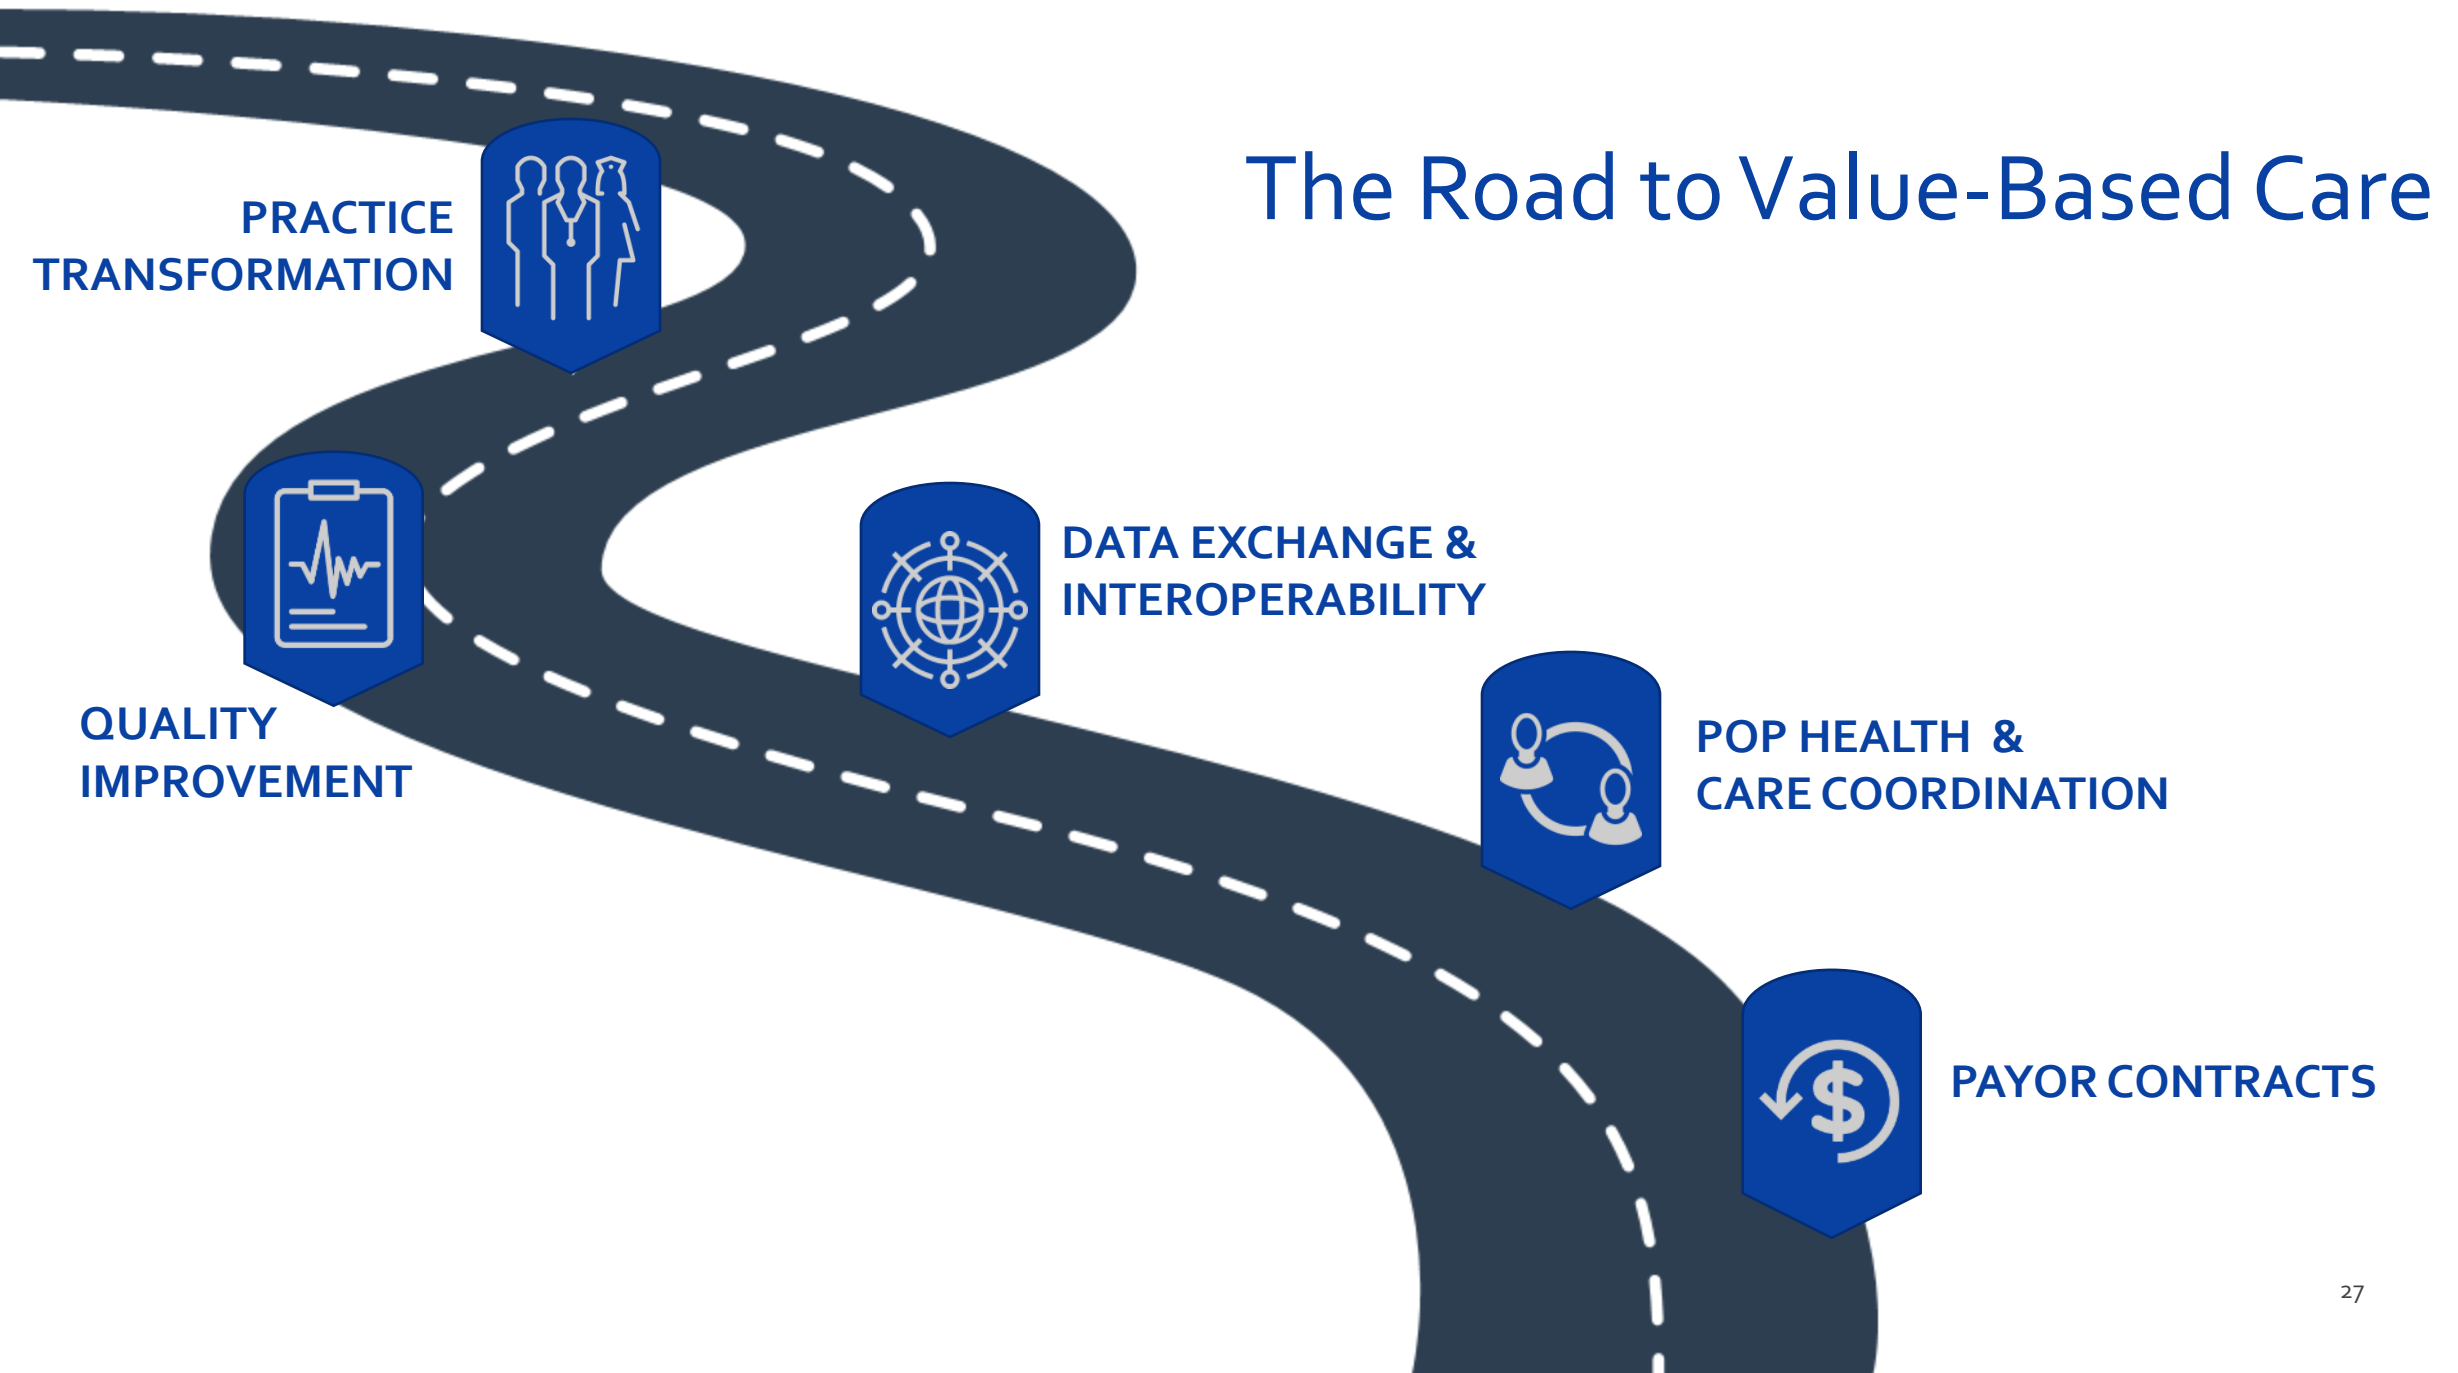 The Road to Value-Based Care
PRACTICE
TRANSFORMATION
QUALITY
IMPROVEMENT
DATA EXCHANGE &
INTEROPERABILITY
POP HEALTH  &
CARE COORDINATION
$
PAYOR CONTRACTS
27